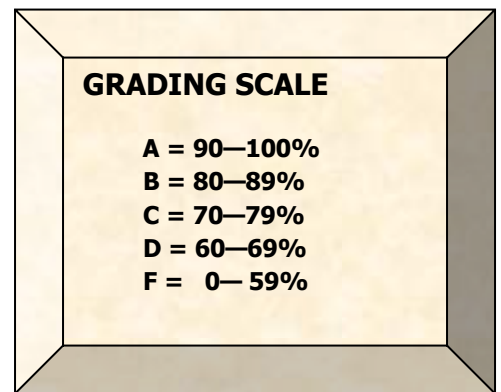 GRADING SCALE
A = 90—100%
B = 80—89%
C = 70—79%
D = 60—69%
F = 0— 59%